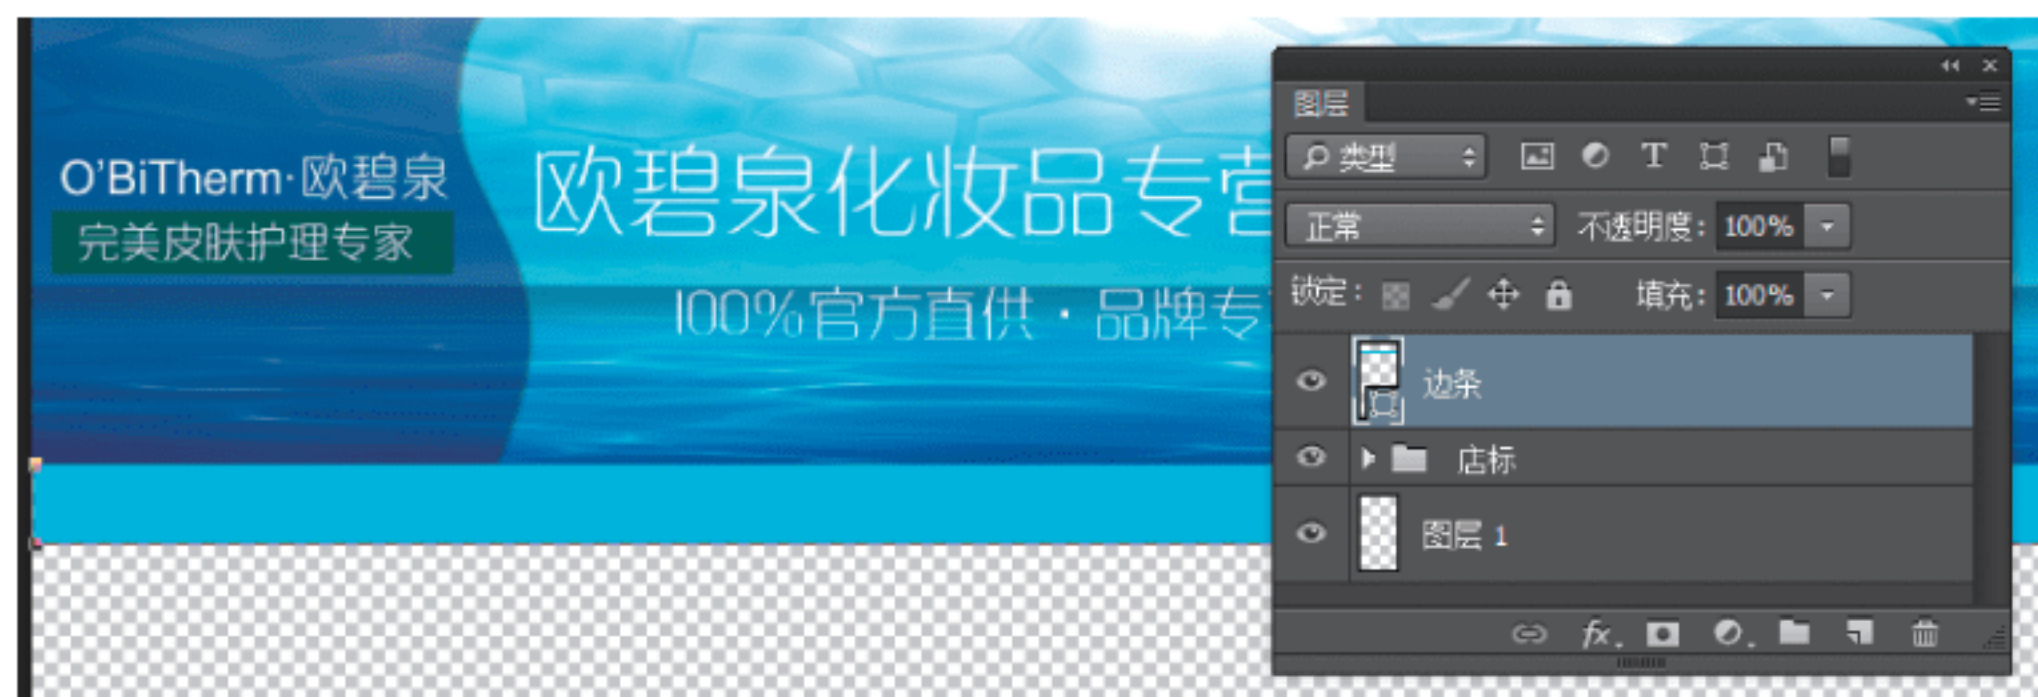 O'BiTherm·欧碧泉
完美皮肤护理专家
欧碧泉化妆品专营
100%官方直供·品牌专
图层
类型
T
正常
不透明度: 100%
锁定:
填充: 100%
边条
店标
图层 1
fx.